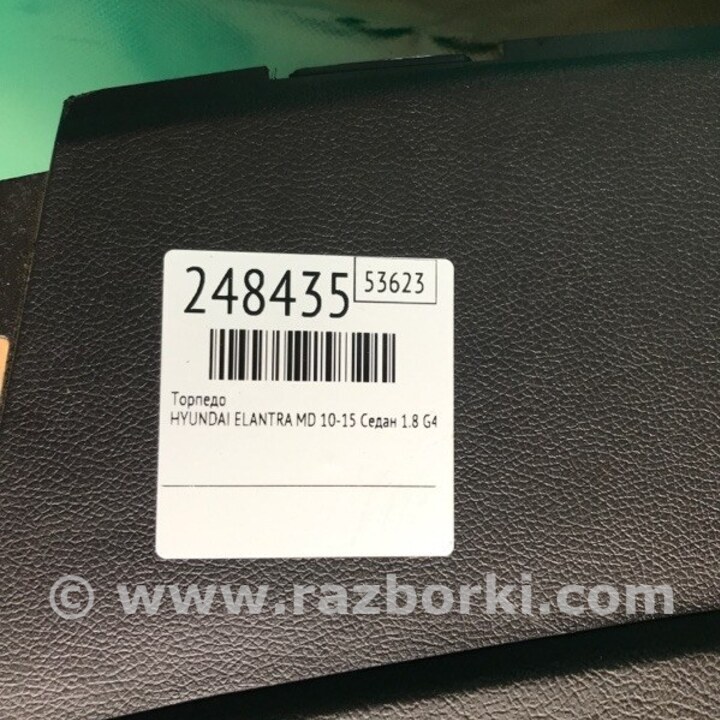 248435
53623
Торпедо
HYUNDAI ELANTRA MD 10-15 Седан 1.8 G4
© www.razborki.com